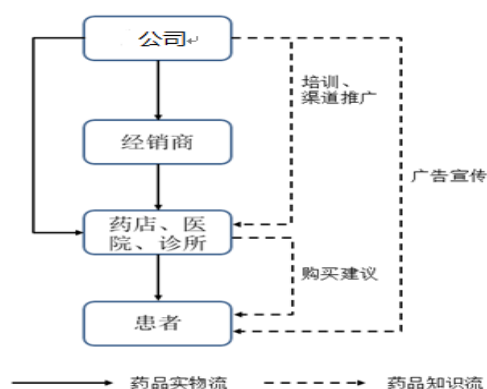 公司↵
培训、
渠道推广
经销商
广告宣传
药店、医
院、诊所
购买建议
患者
药品实物流
药品知识流